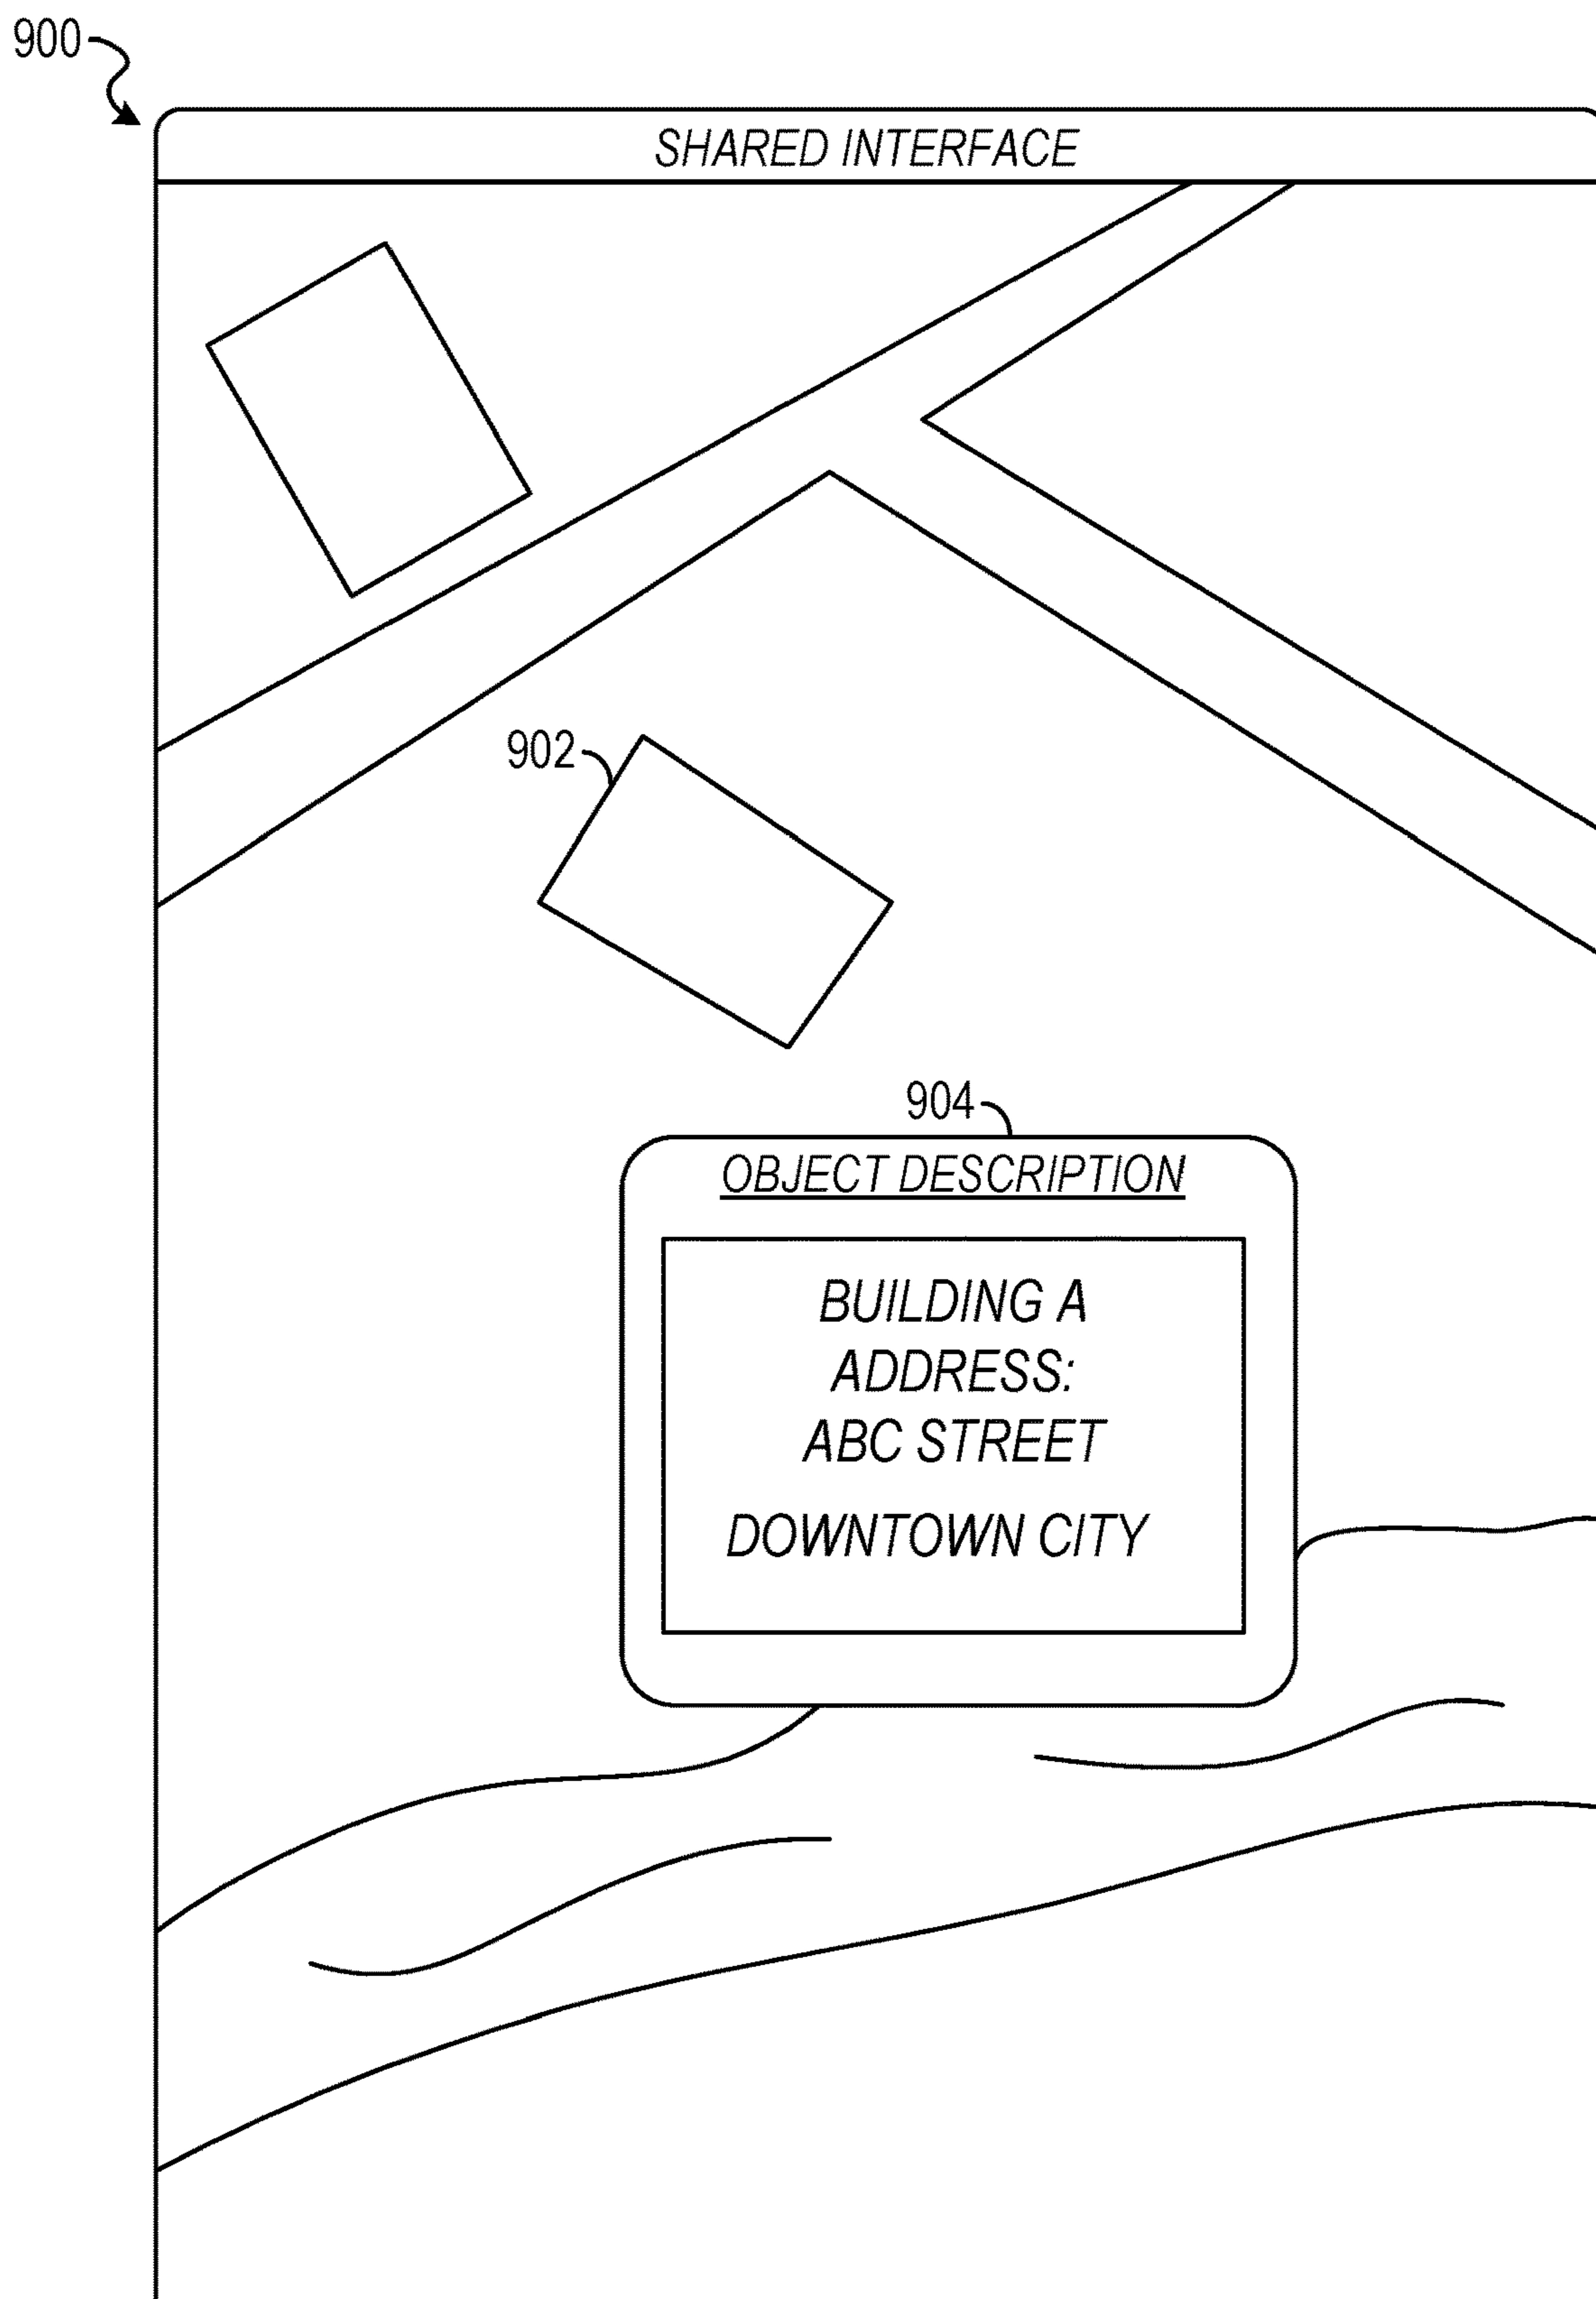 900
SHARED INTERFACE
902
904
OBJECT DESCRIPTION
BUILDING A
ADDRESS:
ABC STREET
DOWNTOWN CITY